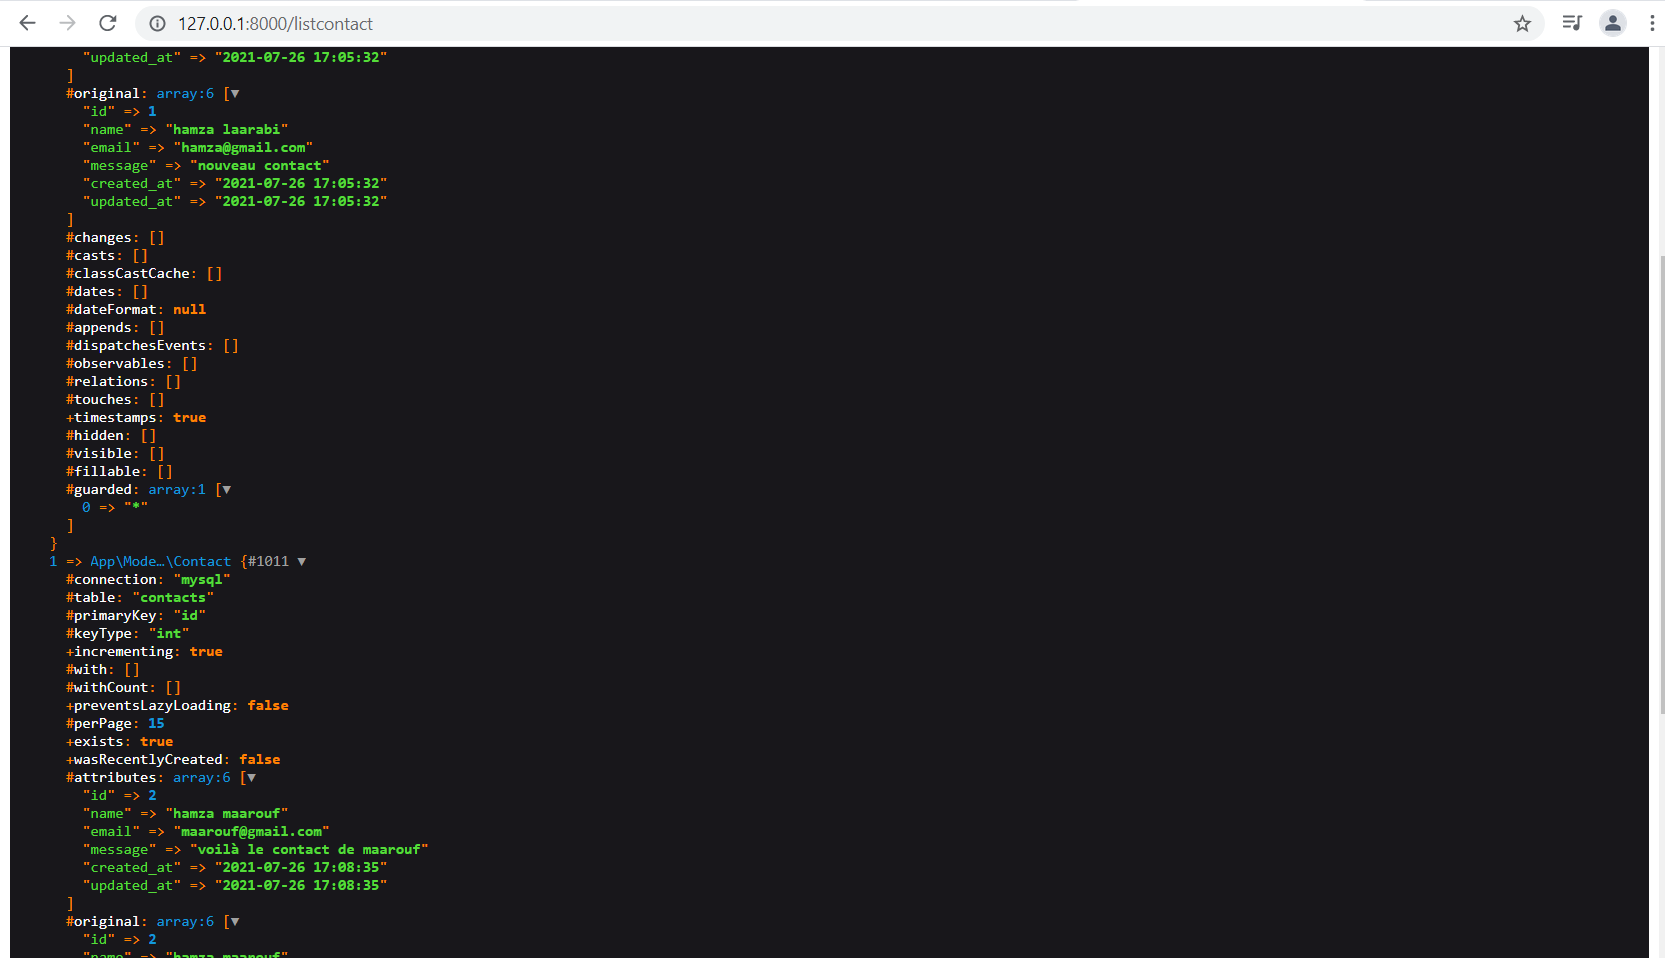 127.0.0.1:8000/listcontact
"updated_at" => "2021-07-26 17:05:32"
]
#original: array:6 [▼
"id" => 1
"name" => "hamza laarabi"
"email" => "hamza@gmail.com"
"message" => "nouveau contact"
"created_at" => "2021-07-26 17:05:32"
"updated_at" => "2021-07-26 17:05:32"
]
#changes: []
#casts: []
#classCastCache: []
#dates: []
#dateFormat: null
#appends: []
#dispatchesEvents: []
#observables: []
#relations: []
#touches: []
+timestamps: true
#hidden: []
#visible: []
#fillable: []
#guarded: array:1 [▼
0 => "*"
]
}
1 => App\Mode…\Contact {#1011 ▼
#connection: "mysql"
#table: "contacts"
#primaryKey: "id"
#keyType: "int"
+incrementing: true
#with: []
#withCount: []
+preventsLazyLoading: false
#perPage: 15
+exists: true
+wasRecentlyCreated: false
#attributes: array:6 [▼
"id" => 2
"name" => "hamza maarouf"
"email" => "maarouf@gmail.com"
"message" => "voilà le contact de maarouf"
"created_at" => "2021-07-26 17:08:35"
"updated_at" => "2021-07-26 17:08:35"
]
#original: array:6 [▼
"id" => 2
"name" => "hamza maarouf"